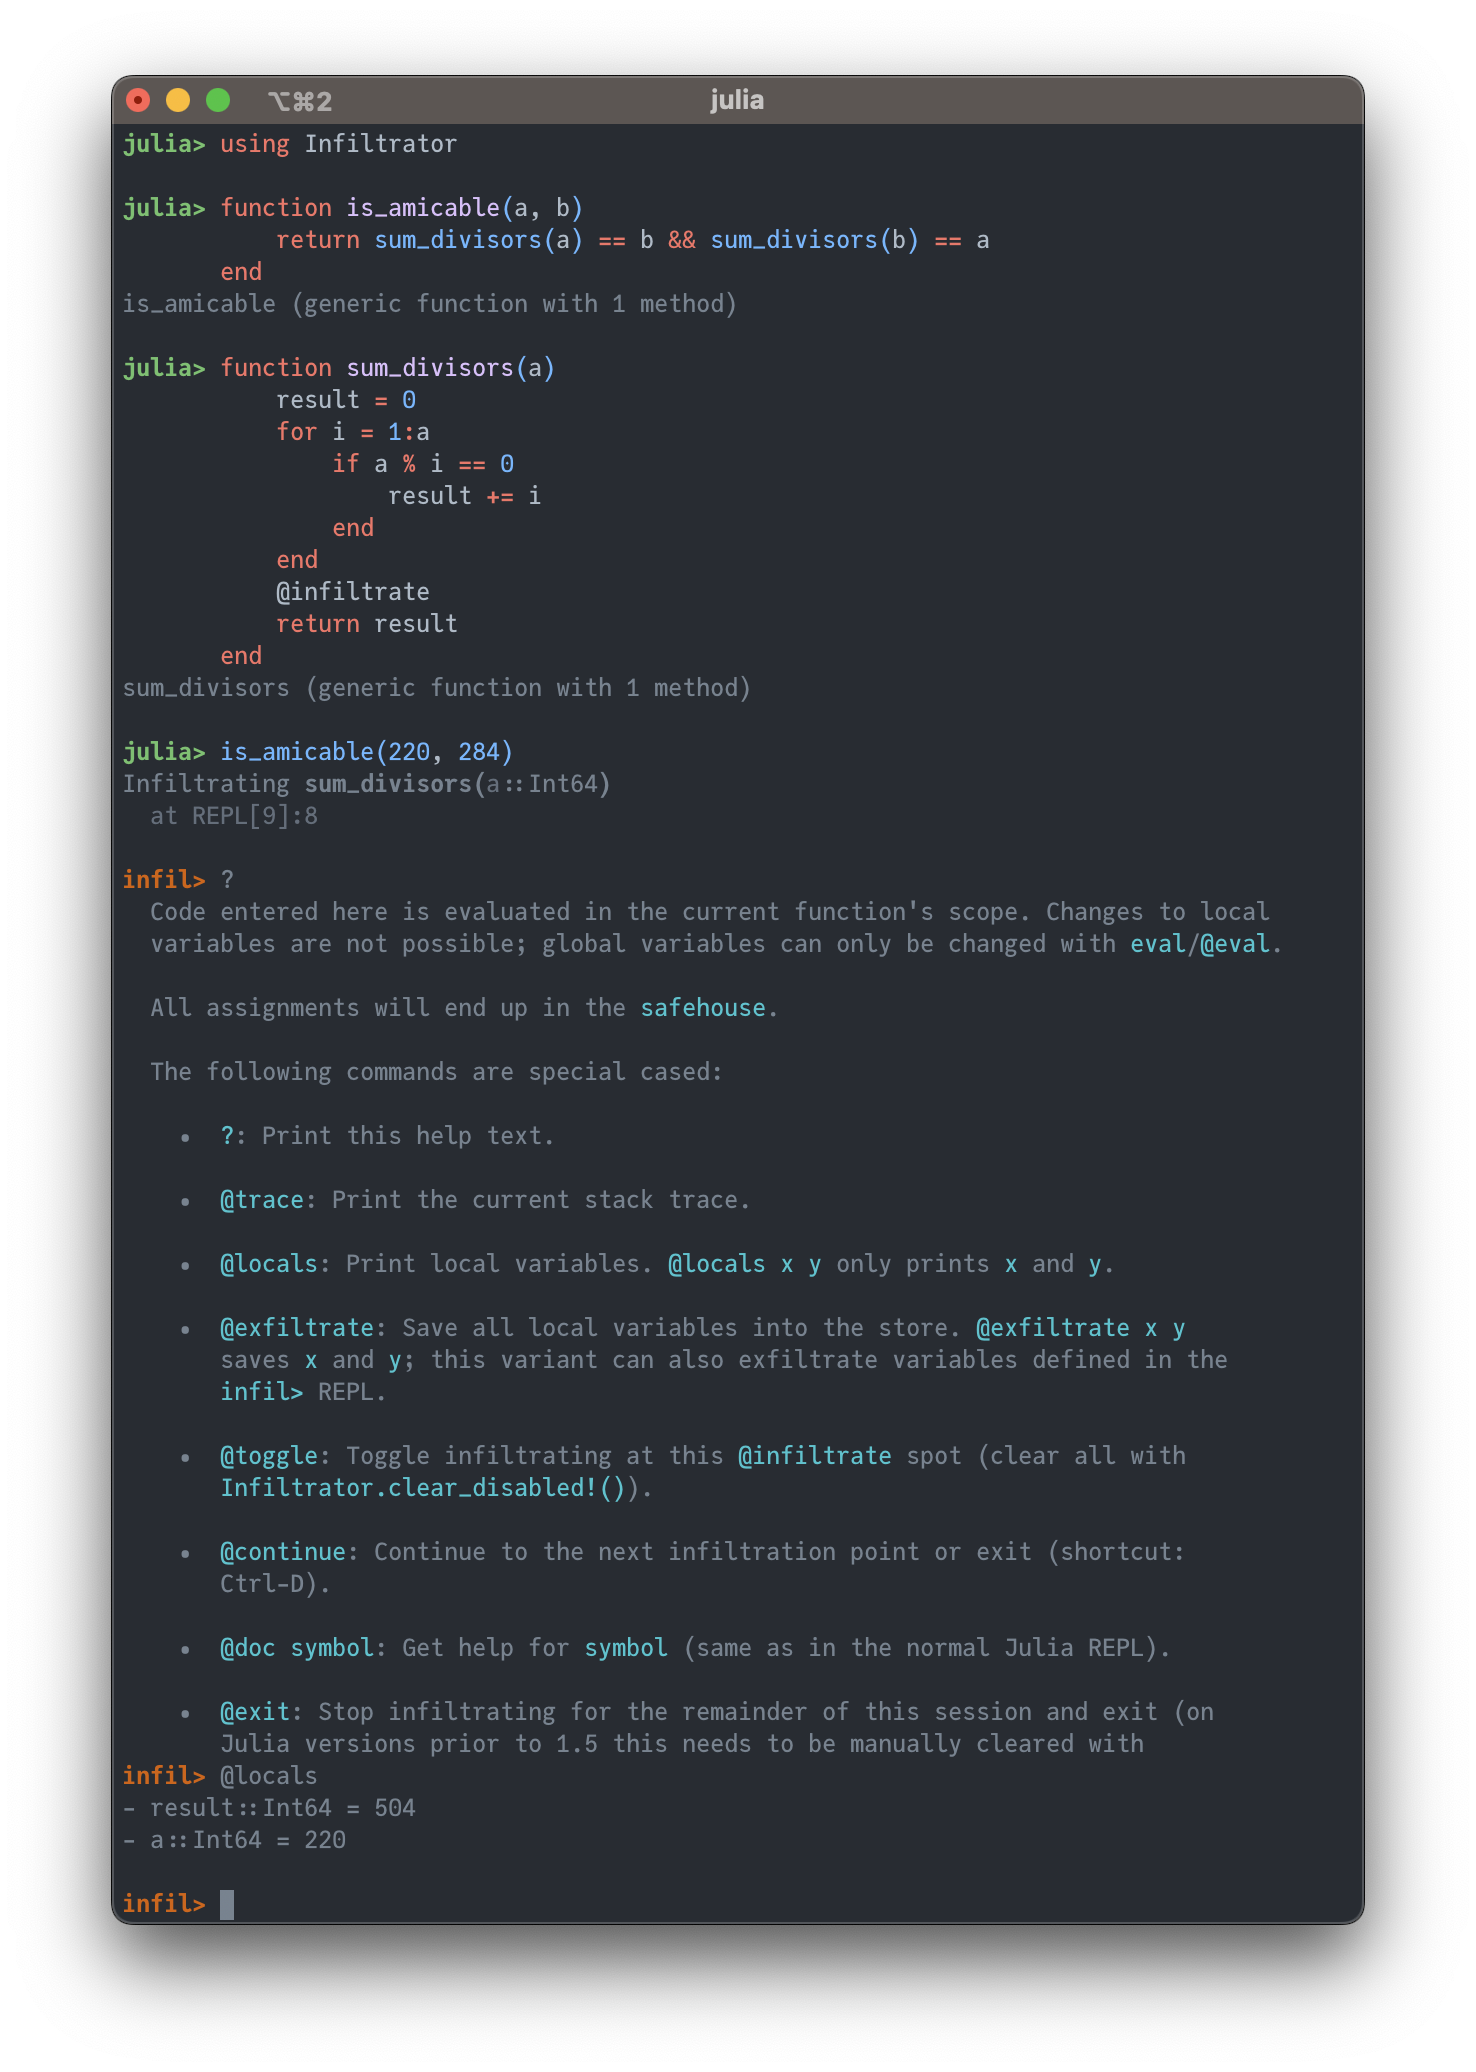 ⌥⌘2
julia
julia> using Infiltrator
julia> function is_amicable(a, b)
return sum_divisors(a) == b && sum_divisors(b) == a
end
is_amicable (generic function with 1 method)
julia> function sum_divisors(a)
result = 0
for i = 1:a
if a % i == 0
result += i
end
end
@infiltrate
return result
end
sum_divisors (generic function with 1 method)
julia> is_amicable(220, 284)
Infiltrating sum_divisors(a::Int64)
at REPL[9]:8
infil> ?
Code entered here is evaluated in the current function's scope. Changes to local
variables are not possible; global variables can only be changed with eval/@eval.
All assignments will end up in the safehouse.
The following commands are special cased:
• ?: Print this help text.
• @trace: Print the current stack trace.
• @locals: Print local variables. @locals x y only prints x and y.
• @exfiltrate: Save all local variables into the store. @exfiltrate x y
saves x and y; this variant can also exfiltrate variables defined in the
infil> REPL.
• @toggle: Toggle infiltrating at this @infiltrate spot (clear all with
Infiltrator.clear_disabled!()).
• @continue: Continue to the next infiltration point or exit (shortcut:
Ctrl-D).
• @doc symbol: Get help for symbol (same as in the normal Julia REPL).
• @exit: Stop infiltrating for the remainder of this session and exit (on
Julia versions prior to 1.5 this needs to be manually cleared with
infil> @locals
- result::Int64 = 504
- a::Int64 = 220
infil>